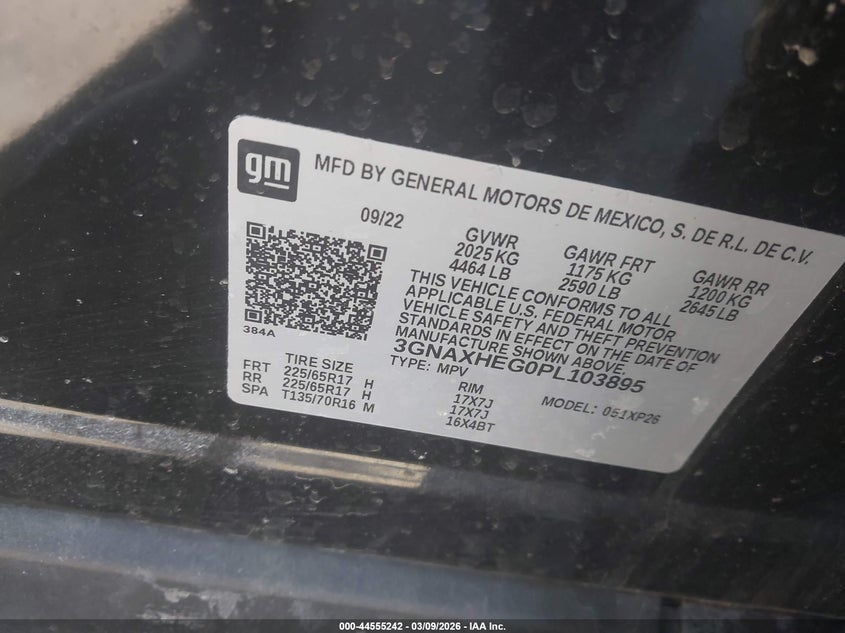 gm
MFD BY GENERAL MOTORS DE MEXICO, S. DE R.L. DE C.V.
09/22
GVWR GAWR FRT GAWR RR
2025 KG 1175 KG 1200 KG
4464 LB 2590 LB 2645 LB
THIS VEHICLE CONFORMS TO ALL
APPLICABLE U.S. FEDERAL MOTOR
VEHICLE SAFETY AND THEFT PREVENTION
STANDARDS IN EFFECT ON THE DATE OF
MANUFACTURE SHOWN ABOVE.
384A
3GNAXHEG0PL103895
TYPE: MPV
MODEL: 051XP26
TIRE SIZE RIM
FRT 225/65R17 H 17X7J
RR 225/65R17 H 17X7J
SPA T135/70R16 M 16X4BT
000-44555242 - 03/09/2026 - IAA Inc.